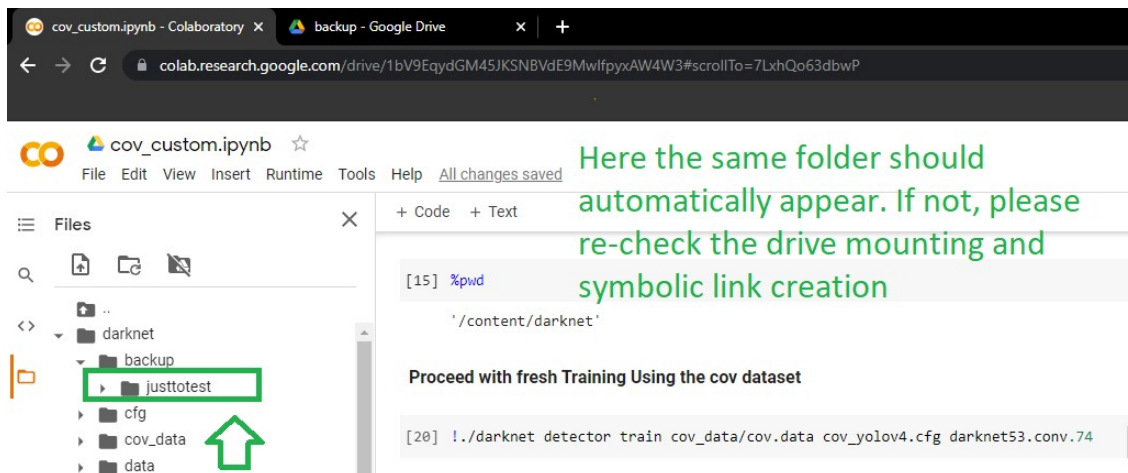 cov_custom.ipynb - Colaboratory
backup - Google Drive
colab.research.google.com/drive/1bV9EqydGM45JKSNBVdE9MwlfpyxAW4W3#scrollTo=7LxhQo63dbwP
cov_custom.ipynb
File Edit View Insert Runtime Tools Help All changes saved
Here the same folder should
automatically appear. If not, please
re-check the drive mounting and
symbolic link creation
Files
+ Code + Text
[15] %pwd
'/content/darknet'
..
darknet
backup
justtotest
cfg
cov_data
data
Proceed with fresh Training Using the cov dataset
[20] !./darknet detector train cov_data/cov.data cov_yolov4.cfg darknet53.conv.74